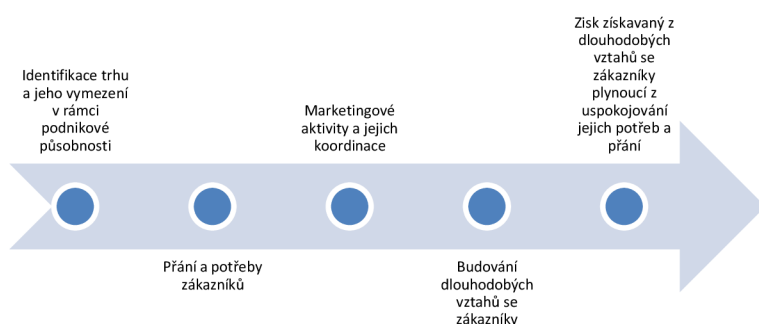 Identifikace trhu
a jeho vymezení
v rámci
podnikové
působnosti
Přání a potřeby
zákazníků
Marketingové
aktivity a jejich
koordinace
Budování
dlouhodobých
vztahů se
zákazníky
Zisk získavaný z
dlouhodobých
vztahů se
zákazníky
plynoucí z
uspokojování
jejich potřeb a
přání